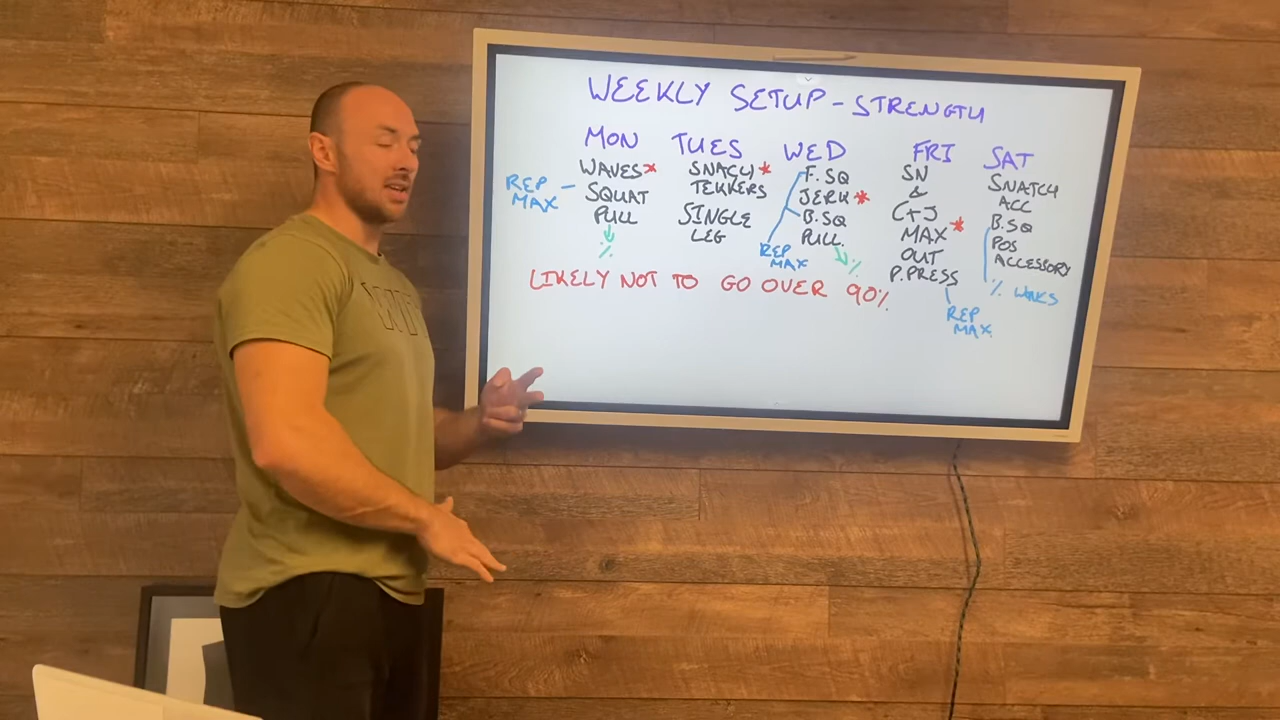 WEEKLY SETUP - STRENGTH
MON
WAVES*
SQUAT
PULL
%
REP
MAX
TUES
SNATCH *
TEKKERS
SINGLE
LEG
WED
F. SQ
JERK *
B. SQ
PULL
%
REP
MAX
FRI
SN
&
C+J
MAX *
OUT
P. PRESS
REP
MAX
SAT
SNATCH
ACC
B. SQ
POS
ACCESSORY
% WORKS
LIKELY NOT TO GO OVER 90%